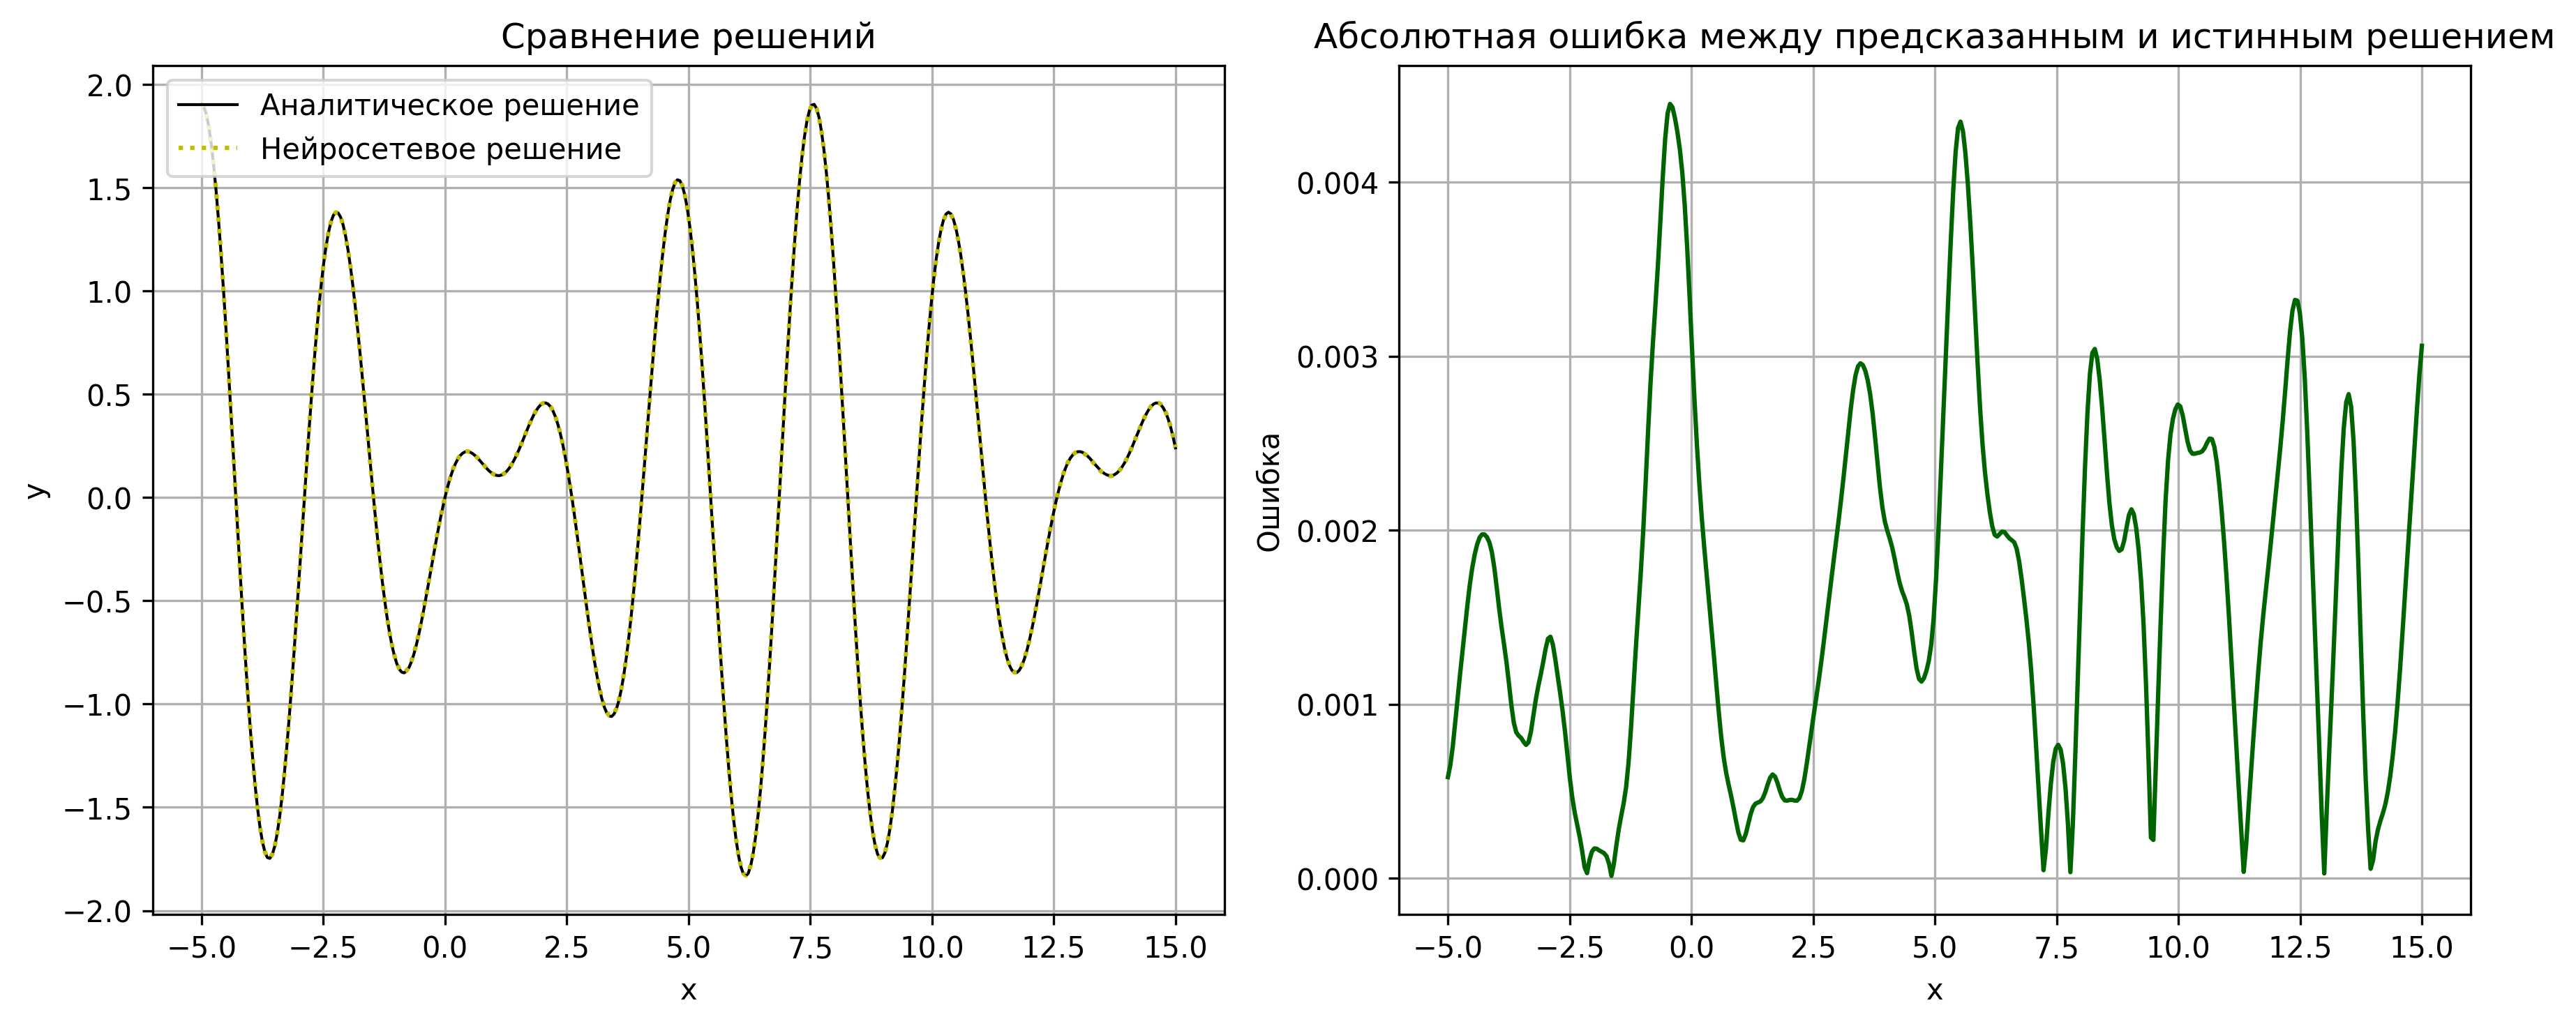 Сравнение решений
Аналитическое решение
Нейросетевое решение
2.0
1.5
1.0
0.5
0.0
−0.5
−1.0
−1.5
−2.0
y
−5.0 −2.5 0.0 2.5 5.0 7.5 10.0 12.5 15.0
x
Абсолютная ошибка между предсказанным и истинным решением
0.004
0.003
0.002
0.001
0.000
Ошибка
−5.0 −2.5 0.0 2.5 5.0 7.5 10.0 12.5 15.0
x